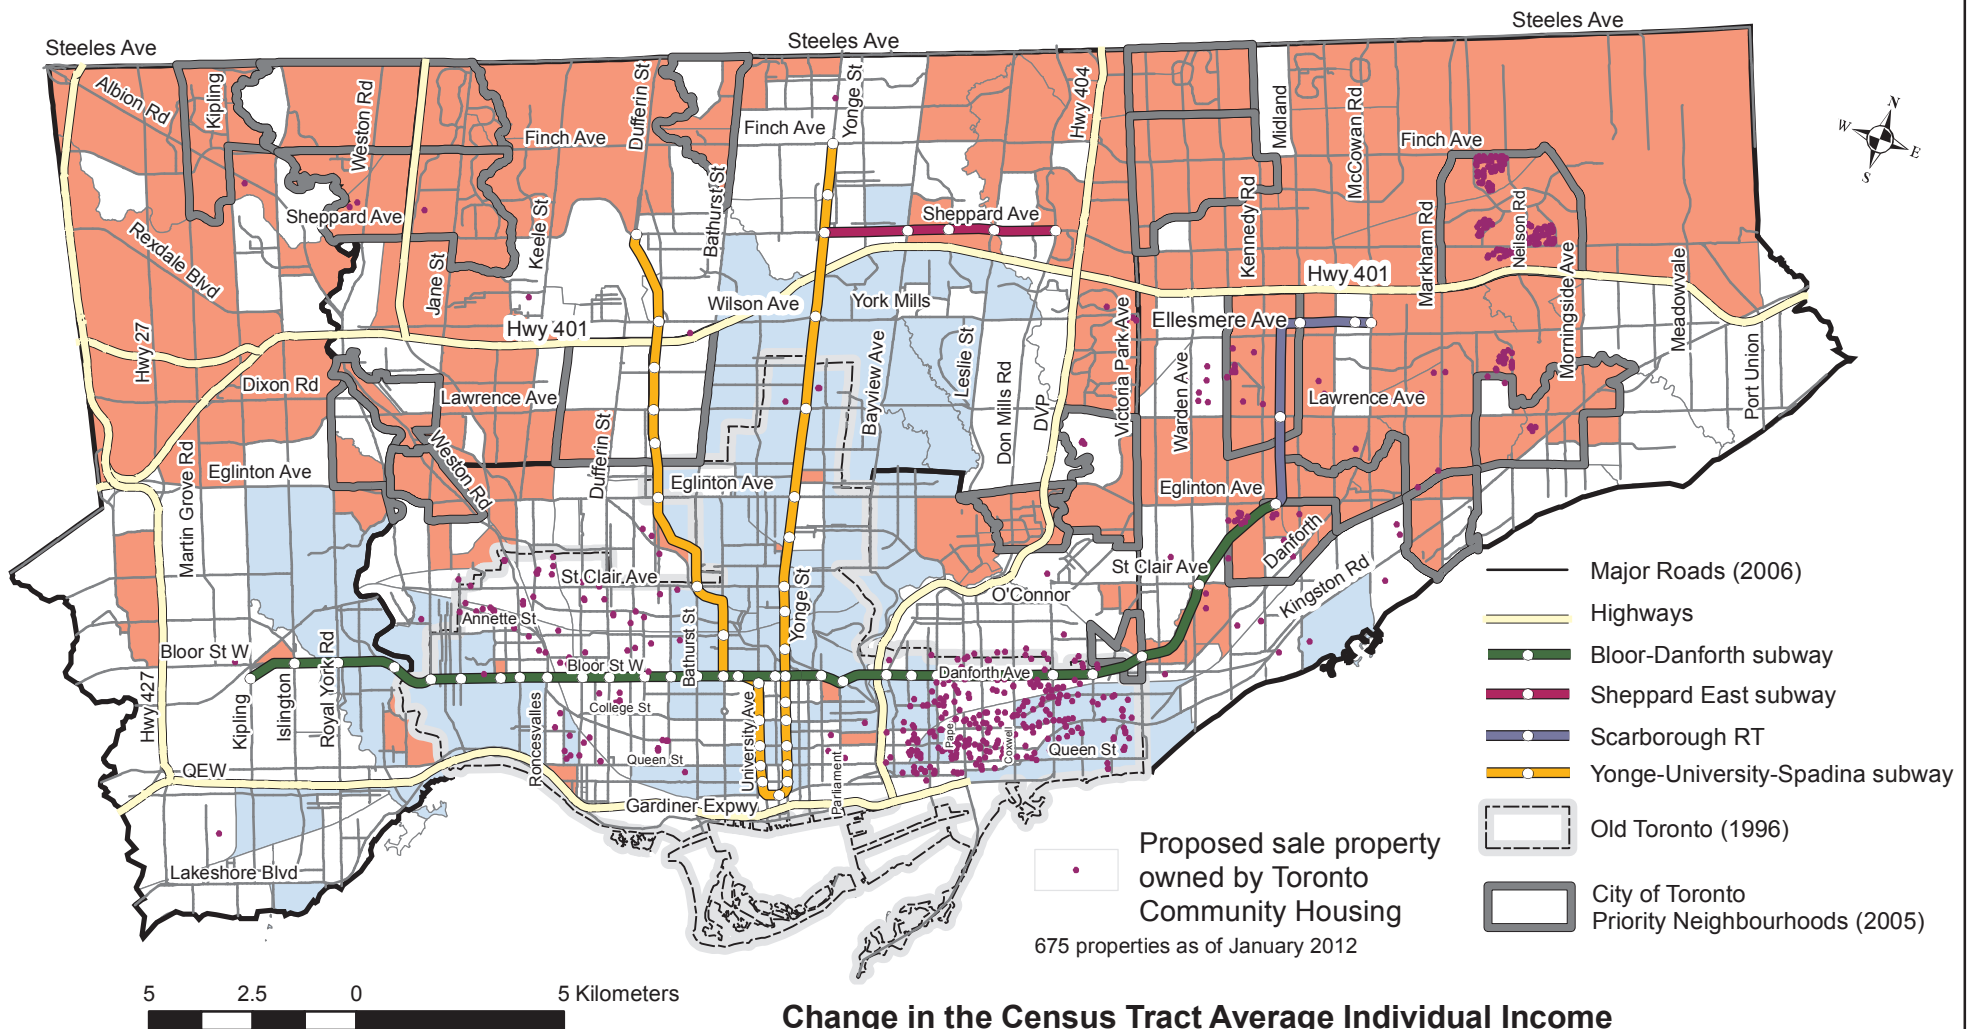 Steeles Ave
Steeles Ave
Steeles Ave
Albion Rd
Kipling
Weston Rd
Dufferin St
Yonge St
Hwy 404
Midland
McCowan Rd
N
W
E
S
Finch Ave
Finch Ave
Finch Ave
Bathurst St
Sheppard Ave
Sheppard Ave
Keele St
Kennedy Rd
Markham Rd
Neilson Rd
Rexdale Blvd
Jane St
Morningside Ave
Meadowvale
Hwy 401
Wilson Ave
York Mills
Hwy 401
Ellesmere Ave
Hwy 27
Bayview Ave
Leslie St
Don Mills Rd
DVP
Victoria Park Ave
Warden Ave
Port Union
Dixon Rd
Lawrence Ave
Lawrence Ave
Martin Grove Rd
Eglinton Ave
Weston Rd
Dufferin St
Eglinton Ave
Eglinton Ave
Danforth
St Clair Ave
St Clair Ave
O'Connor
Kingston Rd
Annette St
Yonge St
Bathurst St
Bloor St W
Bloor St W
Danforth Ave
Hwy 427
Kipling
Islington
Royal York Rd
Roncesvalles
College St
University Ave
Parliament
Pape
Coxwell
Queen St
Queen St
QEW
Gardiner Expwy
Lakeshore Blvd
Major Roads (2006)
Highways
Bloor-Danforth subway
Sheppard East subway
Scarborough RT
Yonge-University-Spadina subway
Old Toronto (1996)
City of Toronto
Priority Neighbourhoods (2005)
Proposed sale property
owned by Toronto
Community Housing
675 properties as of January 2012
5 2.5 0 5 Kilometers
Change in the Census Tract Average Individual Income